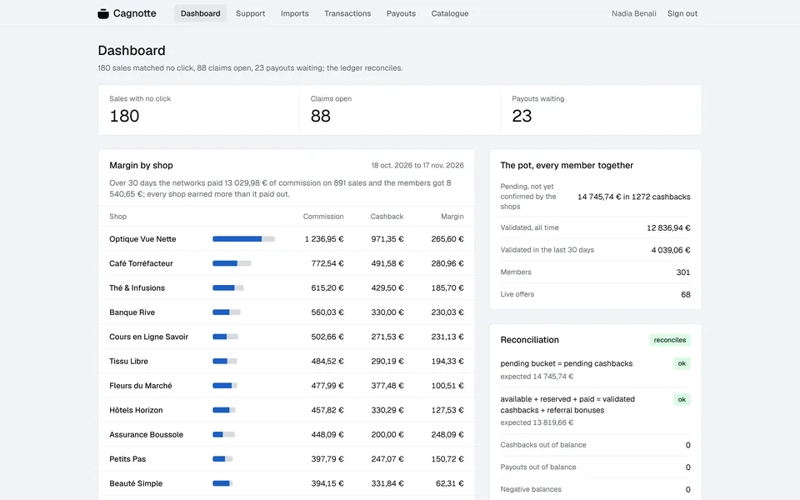 Cagnotte Dashboard Support Imports Transactions Payouts Catalogue Nadia Benali Sign out
Dashboard
180 sales matched no click, 88 claims open, 23 payouts waiting; the ledger reconciles.
Sales with no click Claims open Payouts waiting
180 88 23
Margin by shop 18 oct. 2026 to 17 nov. 2026
Over 30 days the networks paid 13 029,98 € of commission on 891 sales and the members got 8
540,65 €; every shop earned more than it paid out.
Shop Commission Cashback Margin
Optique Vue Nette 1 236,95 € 971,35 € 265,60 €
Café Torréfacteur 772,54 € 491,58 € 280,96 €
Thé & Infusions 615,20 € 429,50 € 185,70 €
Banque Rive 560,03 € 330,00 € 230,03 €
Cours en Ligne Savoir 502,66 € 271,53 € 231,13 €
Tissu Libre 484,52 € 290,19 € 194,33 €
Fleurs du Marché 477,99 € 377,48 € 100,51 €
Hôtels Horizon 457,82 € 330,29 € 127,53 €
Assurance Boussole 448,09 € 200,00 € 248,09 €
Petits Pas 397,79 € 247,07 € 150,72 €
Beauté Simple 394,15 € 331,84 € 62,31 €
The pot, every member together
Pending, not yet
confirmed by the
shops
14 745,74 € in 1272 cashbacks
Validated, all time 12 836,94 €
Validated in the last 30 days 4 039,06 €
Members 301
Live offers 68
Reconciliation reconciles
pending bucket = pending cashbacks ok
expected 14 745,74 €
available + reserved + paid = validated ok
cashbacks + referral bonuses
expected 13 819,66 €
Cashbacks out of balance 0
Payouts out of balance 0
Negative balances 0